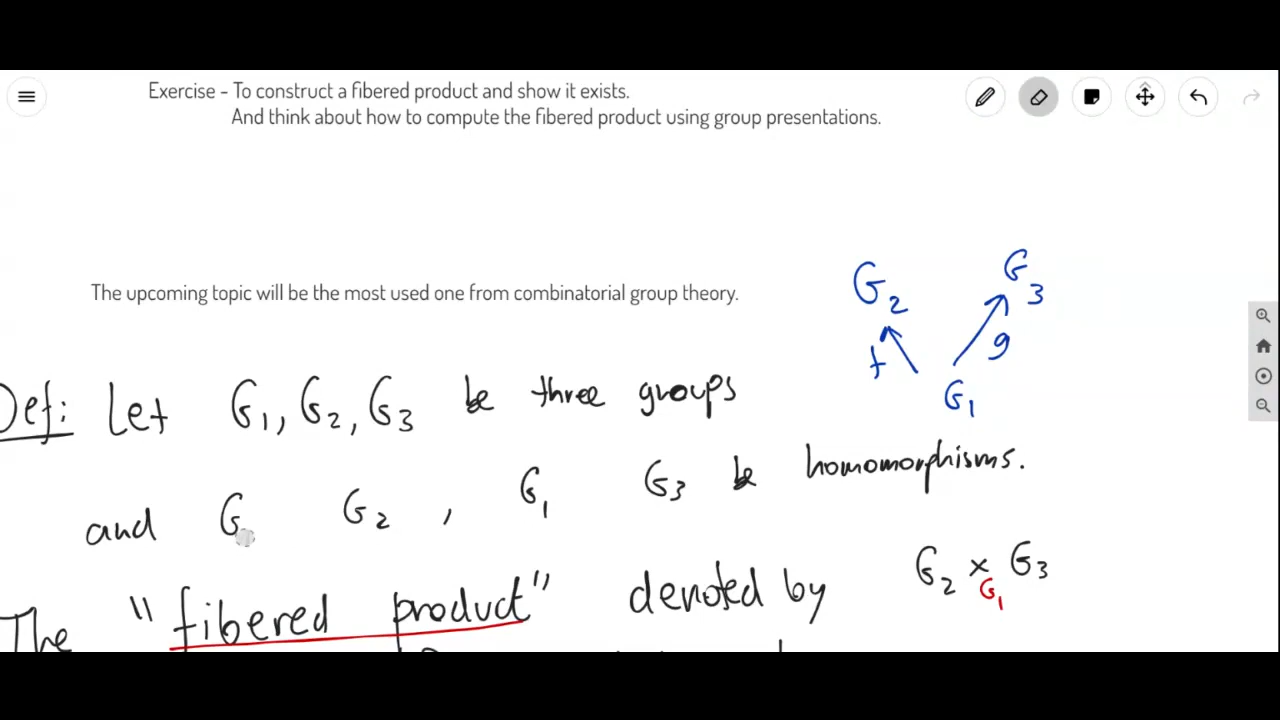 Exercise - To construct a fibered product and show it exists.
And think about how to compute the fibered product using group presentations.
The upcoming topic will be the most used one from combinatorial group theory.
G₂ G₃
f g
G₁
Def: Let G₁, G₂, G₃ be three groups
and G G₂ , G₁ G₃ be homomorphisms.
The "fibered product" denoted by G₂ × G₃
G₁